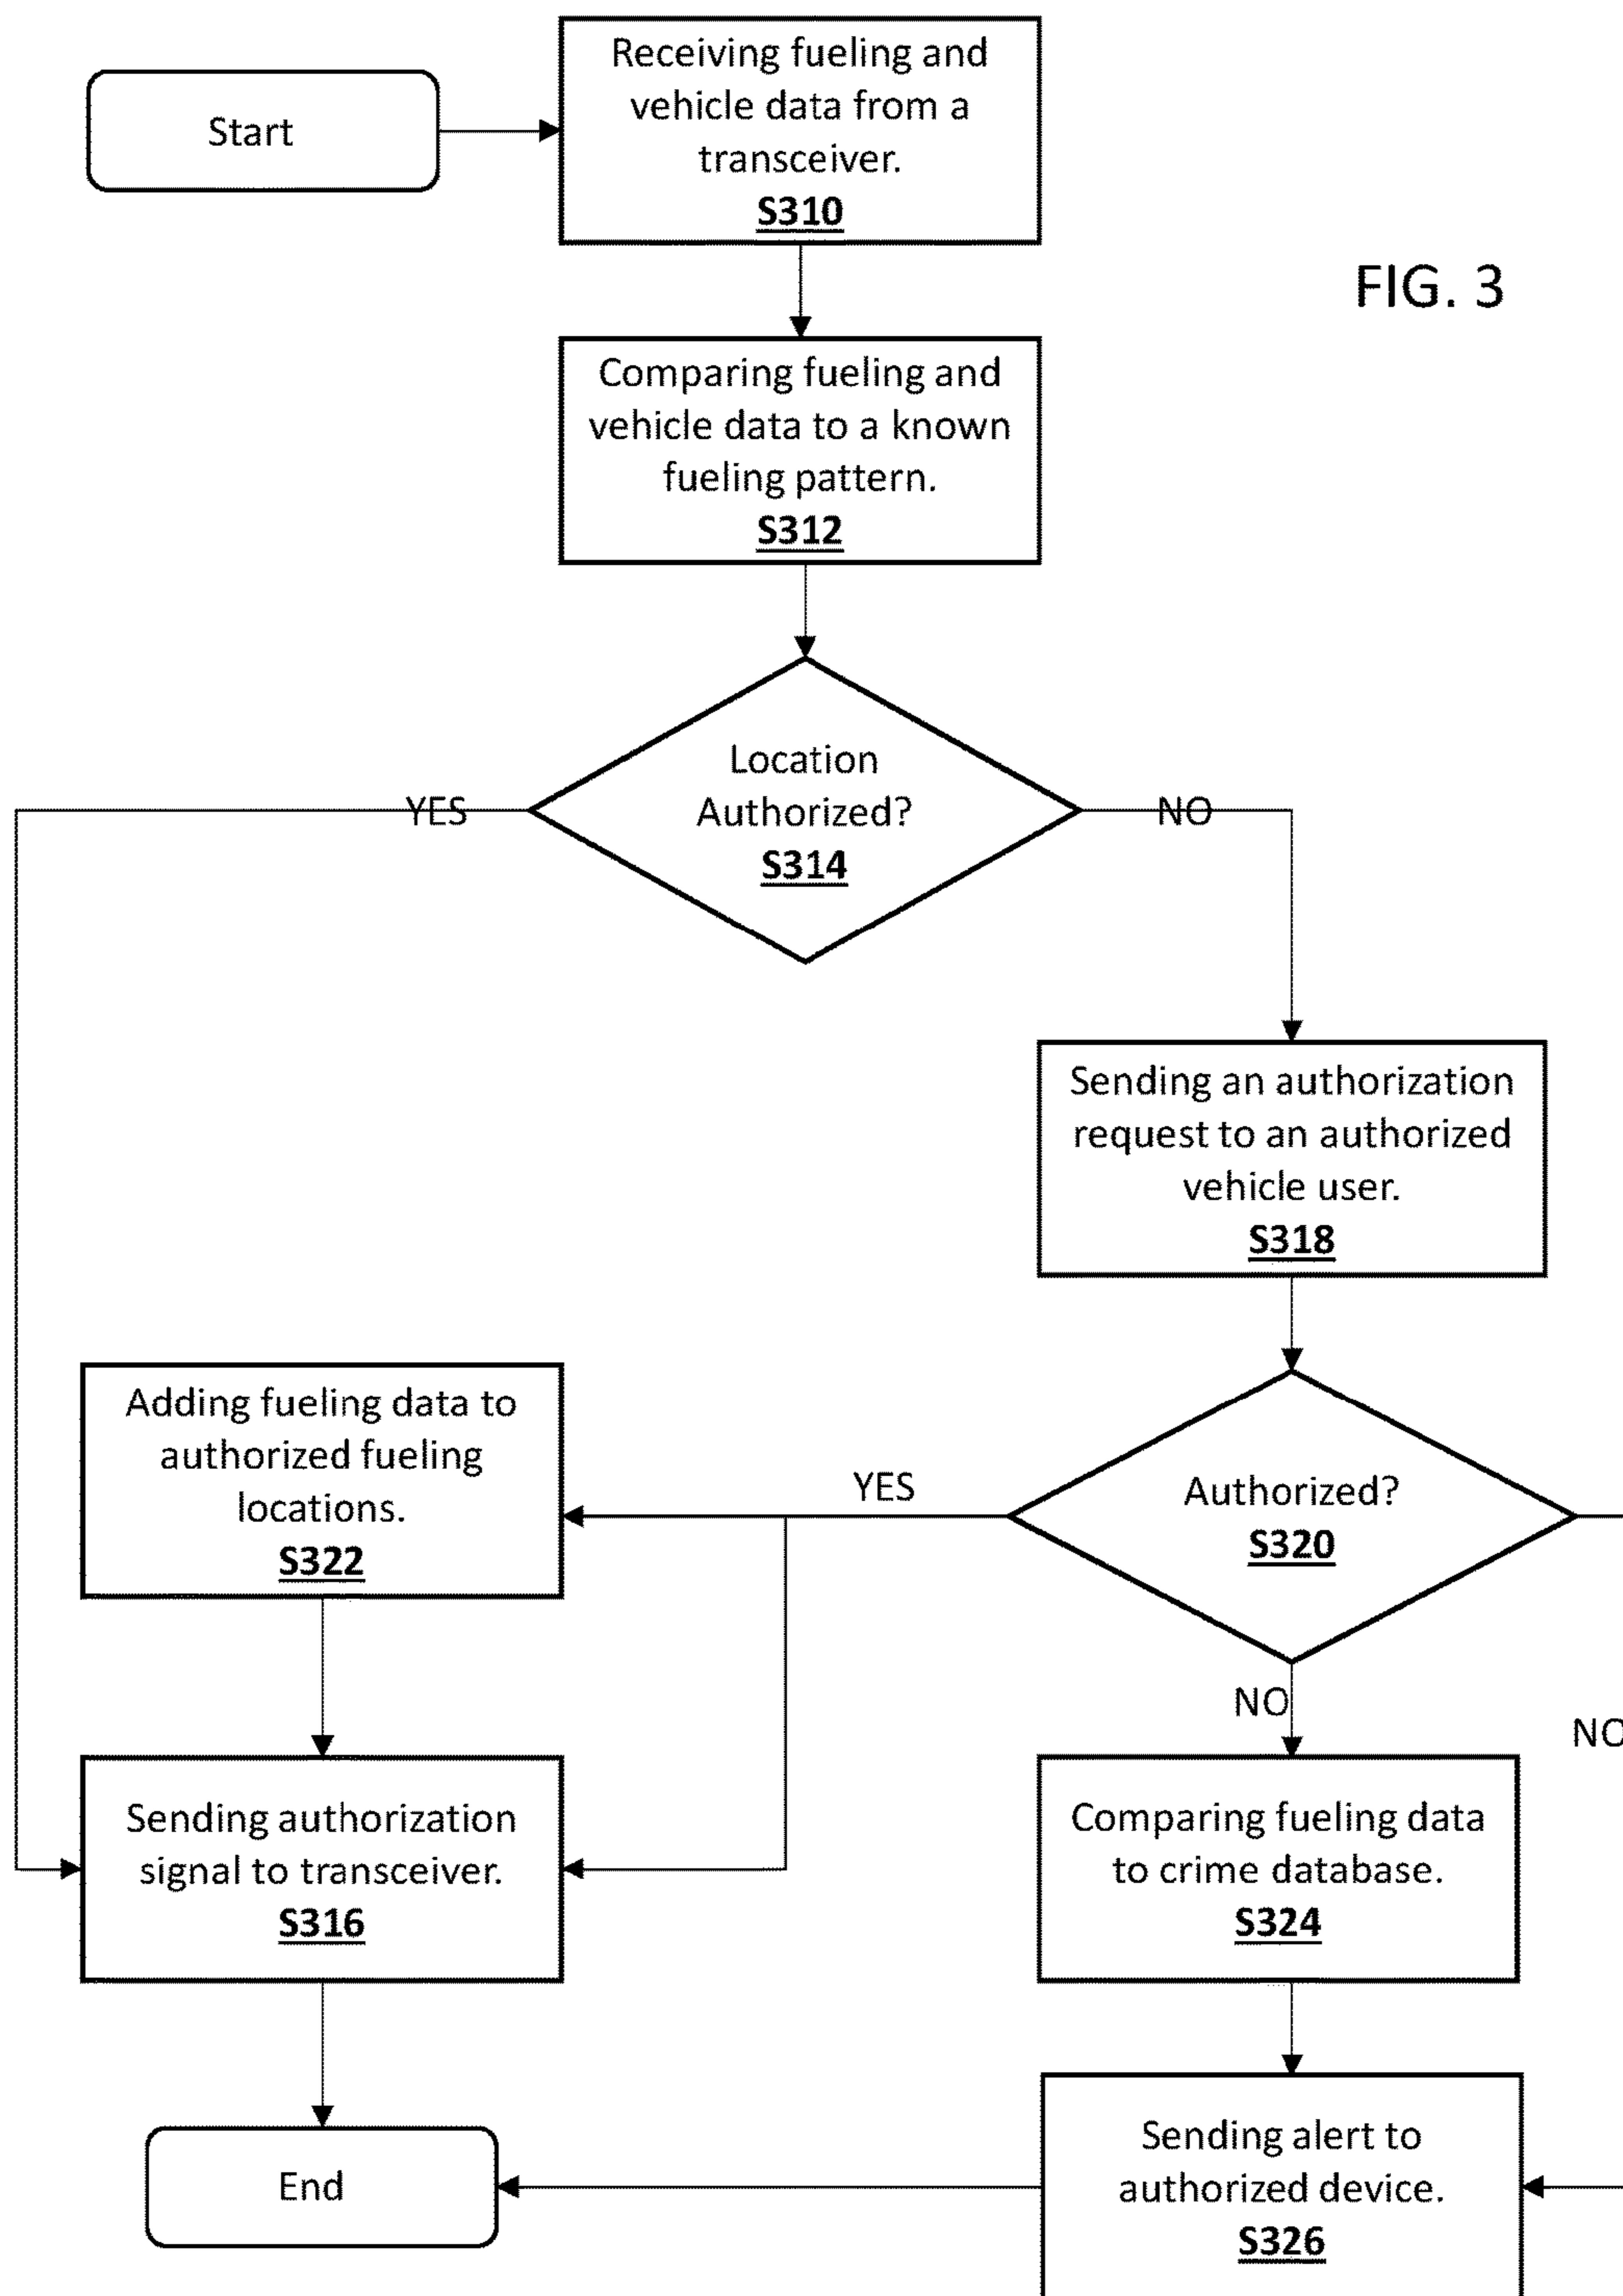 Start
Receiving fueling and
vehicle data from a
transceiver.
S310
FIG. 3
Comparing fueling and
vehicle data to a known
fueling pattern.
S312
Location
Authorized?
S314
YES
NO
Sending an authorization
request to an authorized
vehicle user.
S318
Adding fueling data to
authorized fueling
locations.
S322
YES
Authorized?
S320
NO
NO
Sending authorization
signal to transceiver.
S316
Comparing fueling data
to crime database.
S324
End
Sending alert to
authorized device.
S326